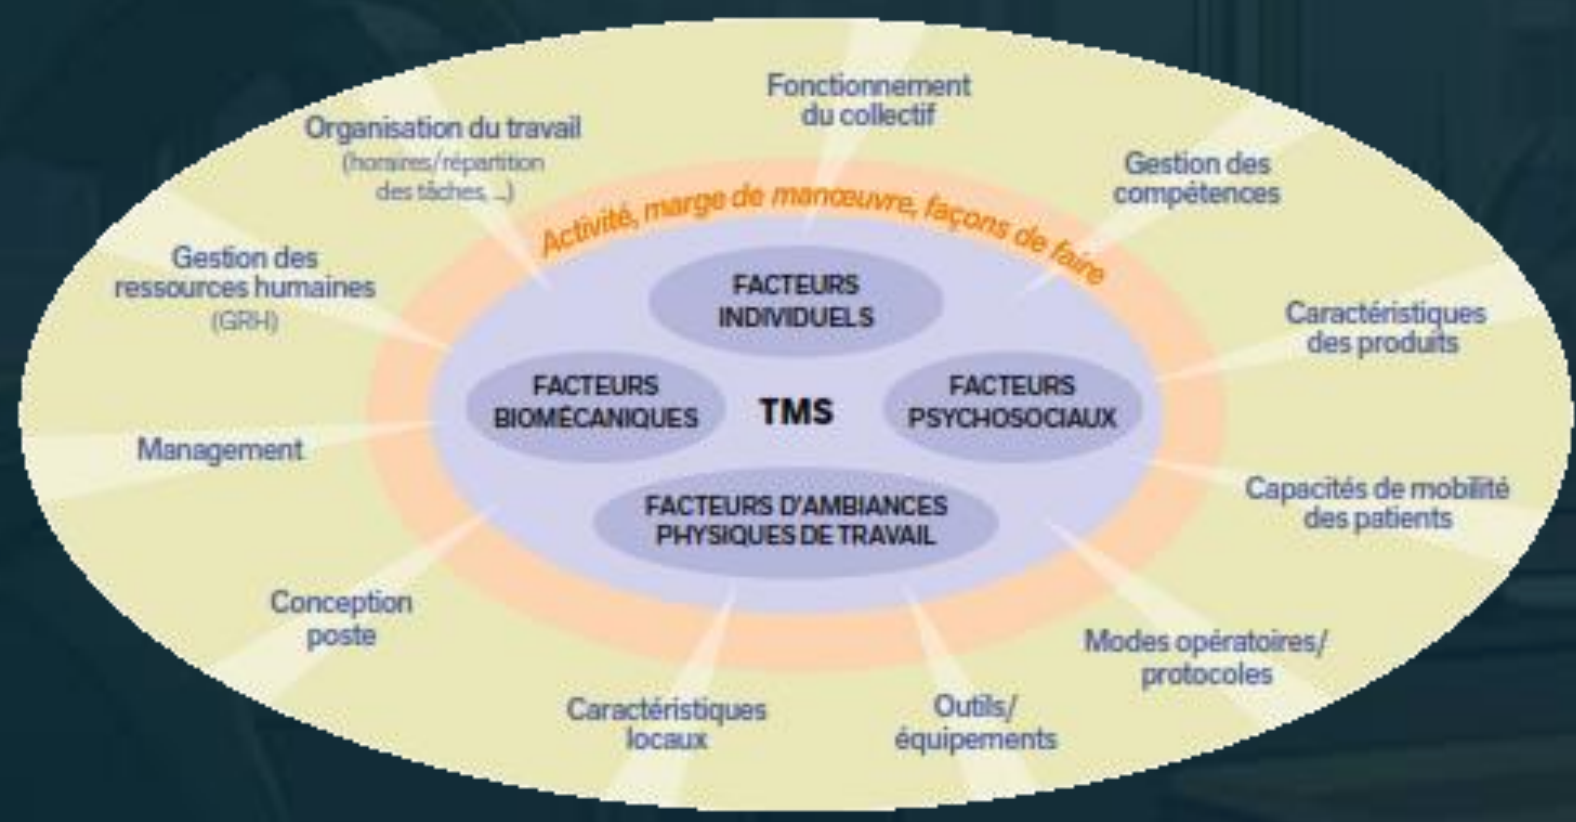 Fonctionnement
du collectif
Organisation du travail
(horaires/répartition
des tâches, ...)
Gestion des
compétences
Activité, marge de manœuvre, façons de faire
Gestion des
ressources humaines
(GRH)
FACTEURS
INDIVIDUELS
Caractéristiques
des produits
FACTEURS
BIOMÉCANIQUES
TMS
FACTEURS
PSYCHOSOCIAUX
Management
Capacités de mobilité
des patients
FACTEURS D'AMBIANCES
PHYSIQUES DE TRAVAIL
Conception
poste
Modes opératoires/
protocoles
Caractéristiques
locaux
Outils/
équipements